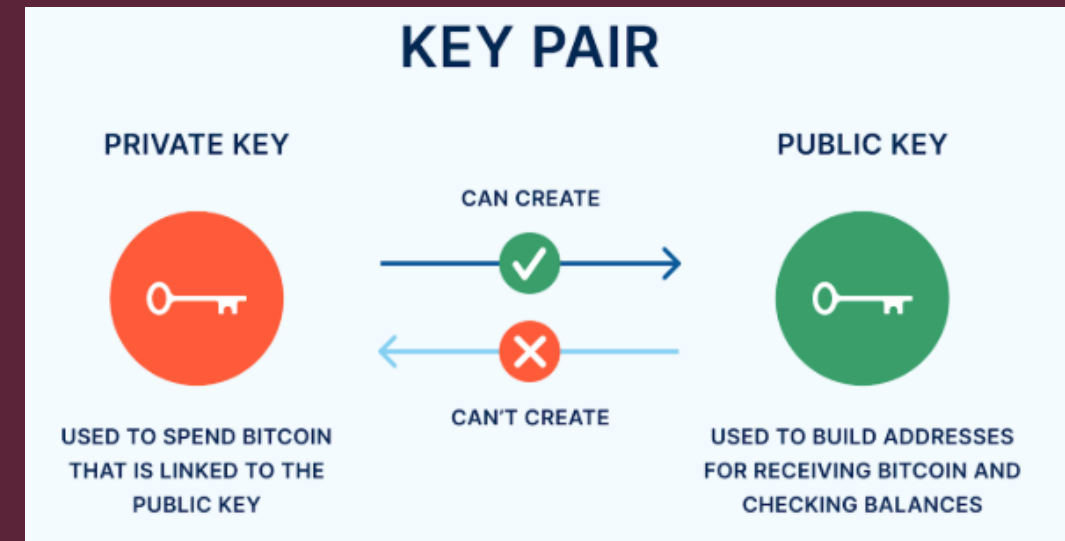 KEY PAIR
PRIVATE KEY
PUBLIC KEY
CAN CREATE
CAN'T CREATE
USED TO SPEND BITCOIN
THAT IS LINKED TO THE
PUBLIC KEY
USED TO BUILD ADDRESSES
FOR RECEIVING BITCOIN AND
CHECKING BALANCES